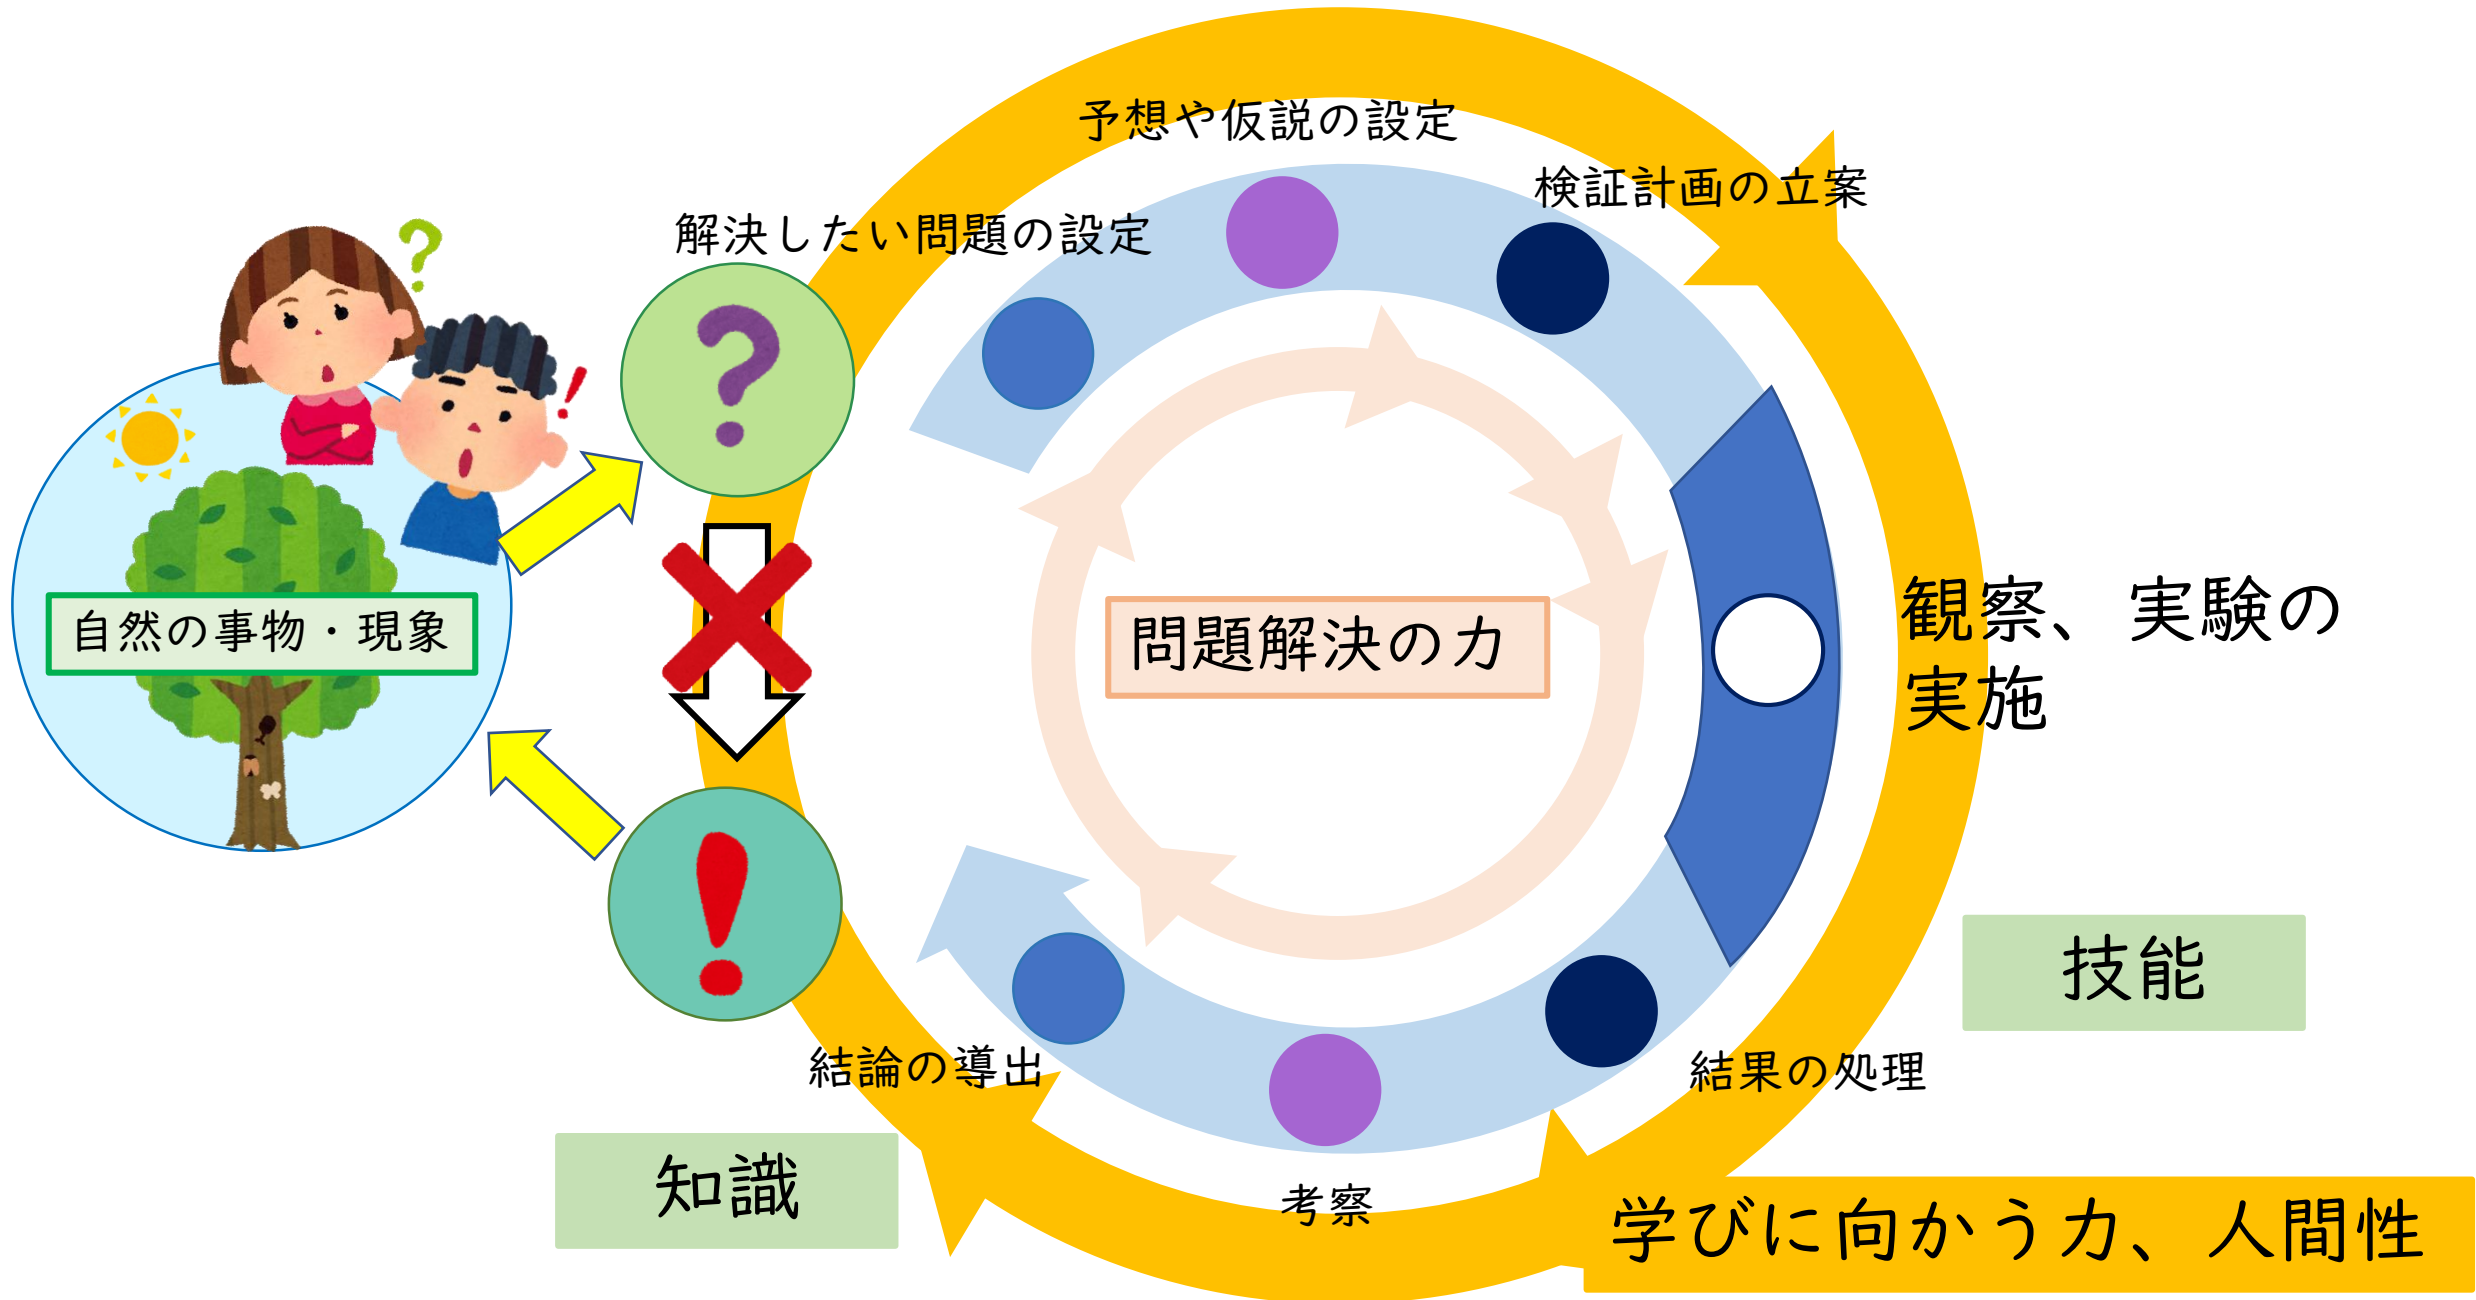 予想や仮説の設定
検証計画の立案
解決したい問題の設定
自然の事物・現象
問題解決の力
観察、実験の
実施
技能
結論の導出
結果の処理
知識
考察
学びに向かう力、人間性